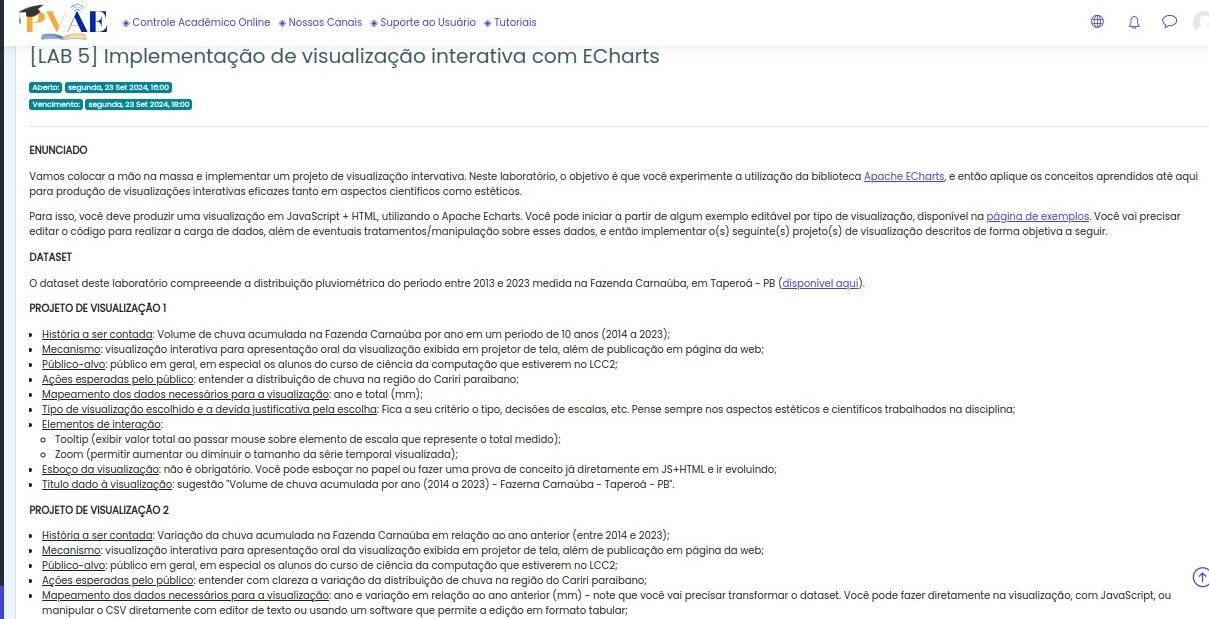 PVAE
Controle Acadêmico Online Nossos Canais Suporte ao Usuário Tutoriais
[LAB 5] Implementação de visualização interativa com ECharts
Aberto: segunda, 23 Set 2024, 16:00
Vencimento: segunda, 23 Set 2024, 18:00
ENUNCIADO
Vamos colocar a mão na massa e implementar um projeto de visualização intervativa. Neste laboratório, o objetivo é que você experimente a utilização da biblioteca Apache ECharts, e então aplique os conceitos aprendidos até aqui
para produção de visualizações interativas eficazes tanto em aspectos científicos como estéticos.
Para isso, você deve produzir uma visualização em JavaScript + HTML, utilizando o Apache Echarts. Você pode iniciar a partir de algum exemplo editável por tipo de visualização, disponível na página de exemplos. Você vai precisar
editar o código para realizar a carga de dados, além de eventuais tratamentos/manipulação sobre esses dados, e então implementar o(s) seguinte(s) projeto(s) de visualização descritos de forma objetiva a seguir.
DATASET
O dataset deste laboratório compreeende a distribuição pluviométrica do período entre 2013 e 2023 medida na Fazenda Carnaúba, em Taperoá - PB (disponível aqui).
PROJETO DE VISUALIZAÇÃO 1
História a ser contada: Volume de chuva acumulada na Fazenda Carnaúba por ano em um período de 10 anos (2014 a 2023);
Mecanismo: visualização interativa para apresentação oral da visualização exibida em projetor de tela, além de publicação em página da web;
Público-alvo: público em geral, em especial os alunos do curso de ciência da computação que estiverem no LCC2;
Ações esperadas pelo público: entender a distribuição de chuva na região do Cariri paraibano;
Mapeamento dos dados necessários para a visualização: ano e total (mm);
Tipo de visualização escolhido e a devida justificativa pela escolha: Fica a seu critério o tipo, decisões de escalas, etc. Pense sempre nos aspectos estéticos e científicos trabalhados na disciplina;
Elementos de interação:
Tooltip (exibir valor total ao passar mouse sobre elemento de escala que represente o total medido);
Zoom (permitir aumentar ou diminuir o tamanho da série temporal visualizada);
Esboço da visualização: não é obrigatório. Você pode esboçar no papel ou fazer uma prova de conceito já diretamente em JS+HTML e ir evoluíndo;
Título dado à visualização: sugestão "Volume de chuva acumulada por ano (2014 a 2023) - Fazerna Carnaúba - Taperoá - PB".
PROJETO DE VISUALIZAÇÃO 2
História a ser contada: Variação da chuva acumulada na Fazenda Carnaúba em relação ao ano anterior (entre 2014 e 2023);
Mecanismo: visualização interativa para apresentação oral da visualização exibida em projetor de tela, além de publicação em página da web;
Público-alvo: público em geral, em especial os alunos do curso de ciência da computação que estiverem no LCC2;
Ações esperadas pelo público: entender com clareza a variação da distribuição de chuva na região do Cariri paraibano;
Mapeamento dos dados necessários para a visualização: ano e variação em relação ao ano anterior (mm) - note que você vai precisar transformar o dataset. Você pode fazer diretamente na visualização, com JavaScript, ou
manipular o CSV diretamente com editor de texto ou usando um software que permite a edição em formato tabular;